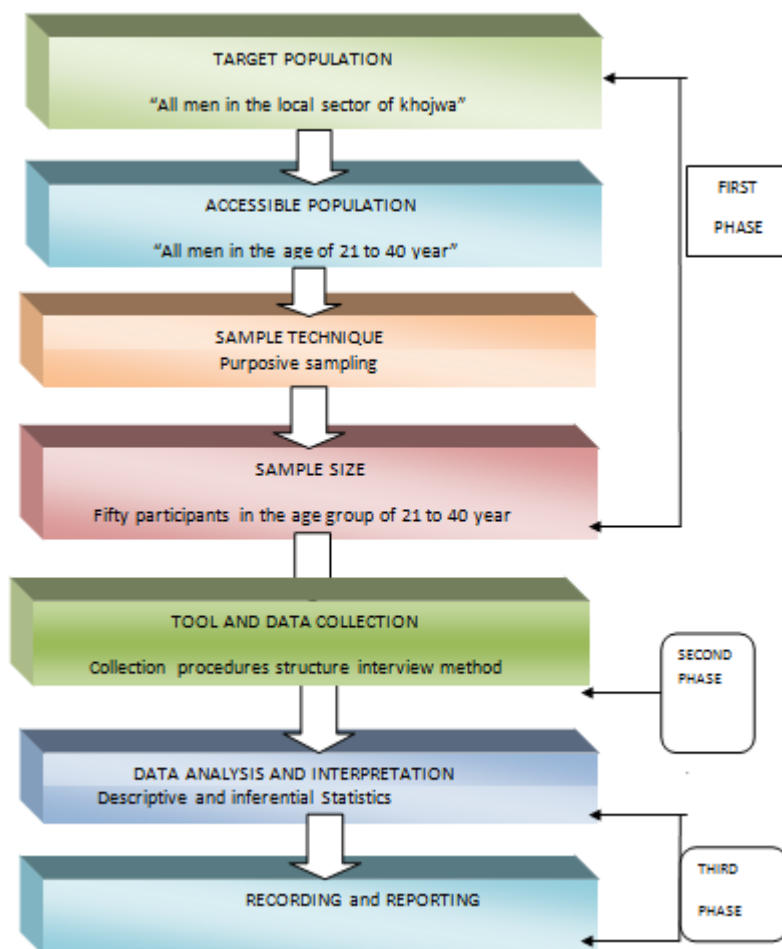 TARGET POPULATION
“All men in the local sector of khojwa”
ACCESSIBLE POPULATION
“All men in the age of 21 to 40 year”
SAMPLE TECHNIQUE
Purposive sampling
SAMPLE SIZE
Fifty participants in the age group of 21 to 40 year
FIRST
PHASE
TOOL AND DATA COLLECTION
Collection procedures structure interview method
SECOND
PHASE
DATA ANALYSIS AND INTERPRETATION
Descriptive and inferential Statistics
RECORDING and REPORTING
THIRD
PHASE